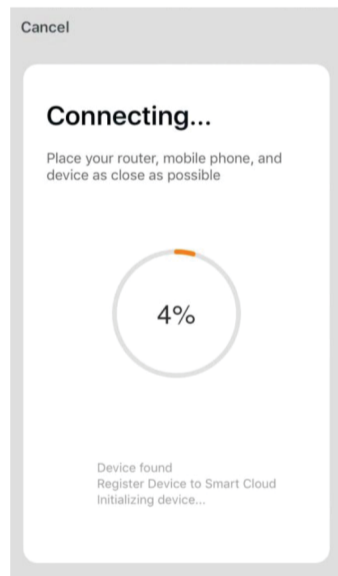 Cancel
Connecting...
Place your router, mobile phone, and
device as close as possible
4%
Device found
Register Device to Smart Cloud
Initializing device...